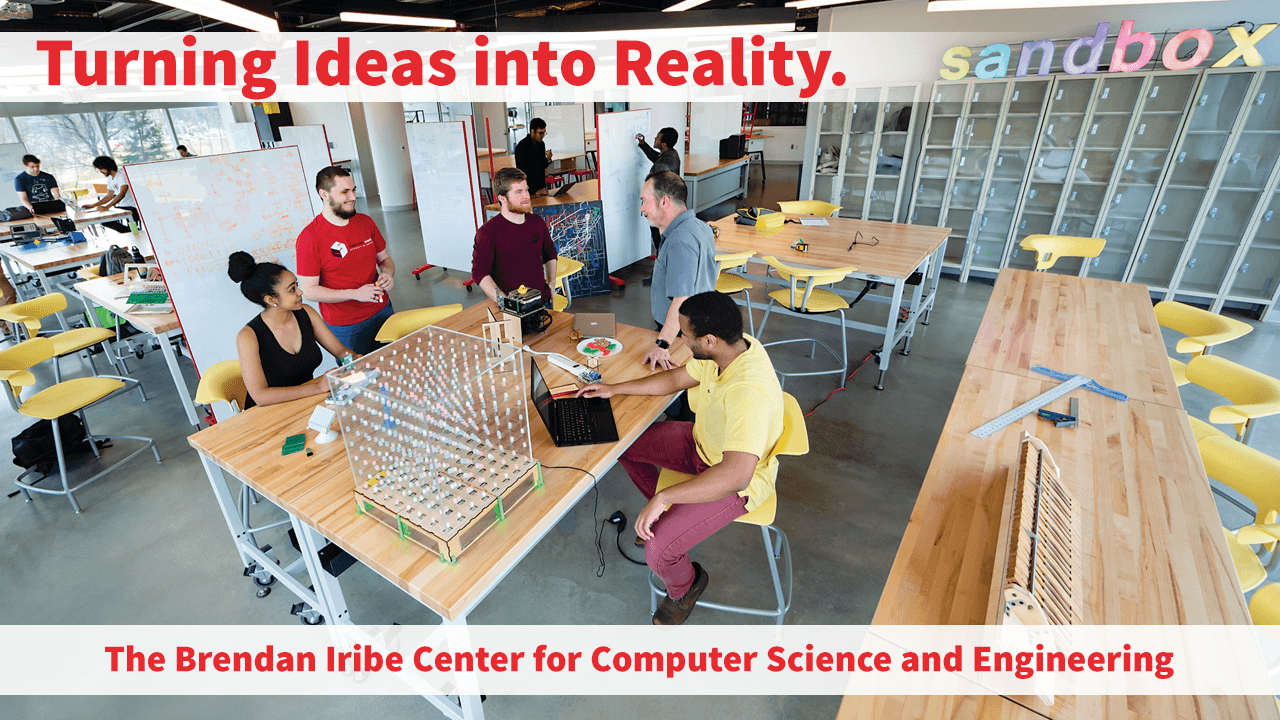 Turning Ideas into Reality.
sandbox
The Brendan Iribe Center for Computer Science and Engineering